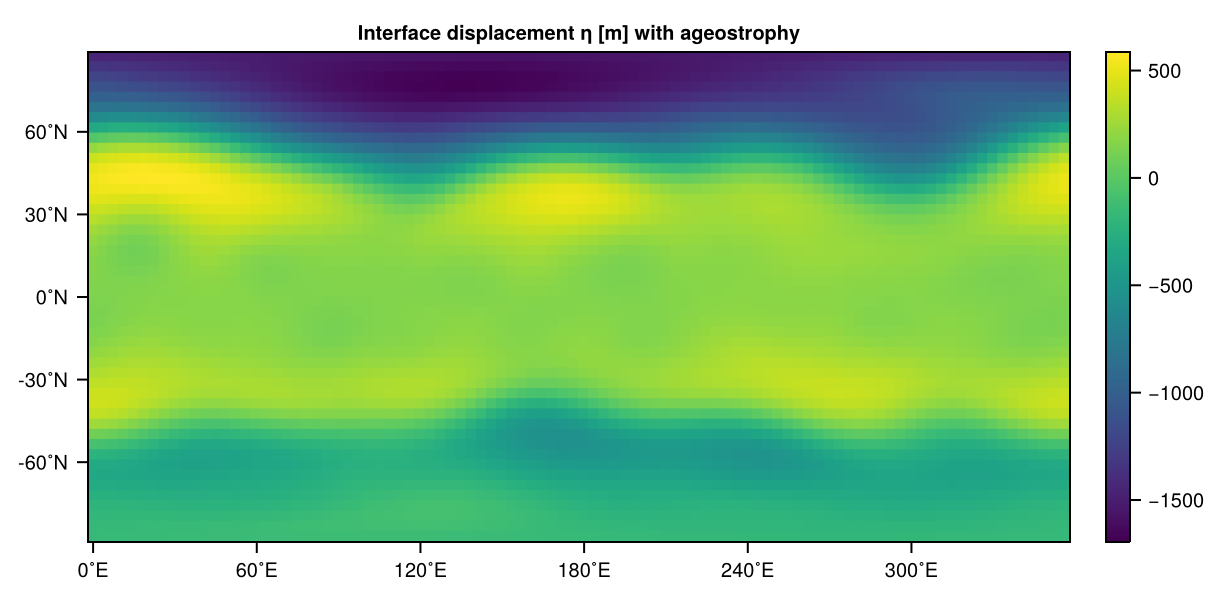 Interface displacement η [m] with ageostrophy
60˚N
30˚N
0˚N
-30˚N
-60˚N
0˚E
60˚E
120˚E
180˚E
240˚E
300˚E
500
0
−500
−1000
−1500